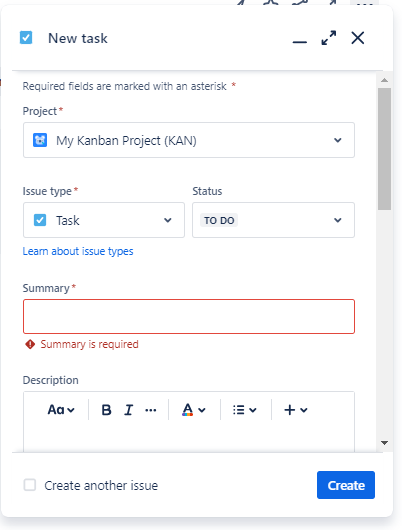 New task
Required fields are marked with an asterisk *
Project*
My Kanban Project (KAN)
Issue type* Status
Task TO DO
Learn about issue types
Summary*
Summary is required
Description
Aa B I ... A +
Create another issue Create